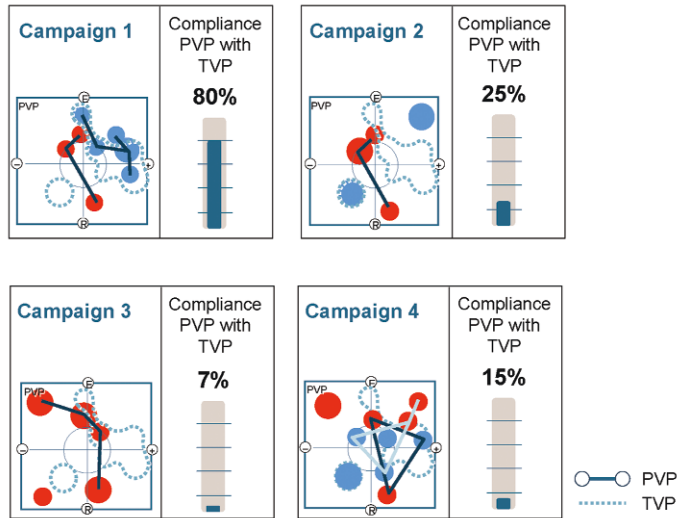 Campaign 1
Compliance
PVP with
TVP
80%
PVP
E
−
+
R
Campaign 2
Compliance
PVP with
TVP
25%
PVP
E
−
+
R
Campaign 3
Compliance
PVP with
TVP
7%
PVP
E
−
+
R
Campaign 4
Compliance
PVP with
TVP
15%
PVP
E
−
+
R
PVP
TVP